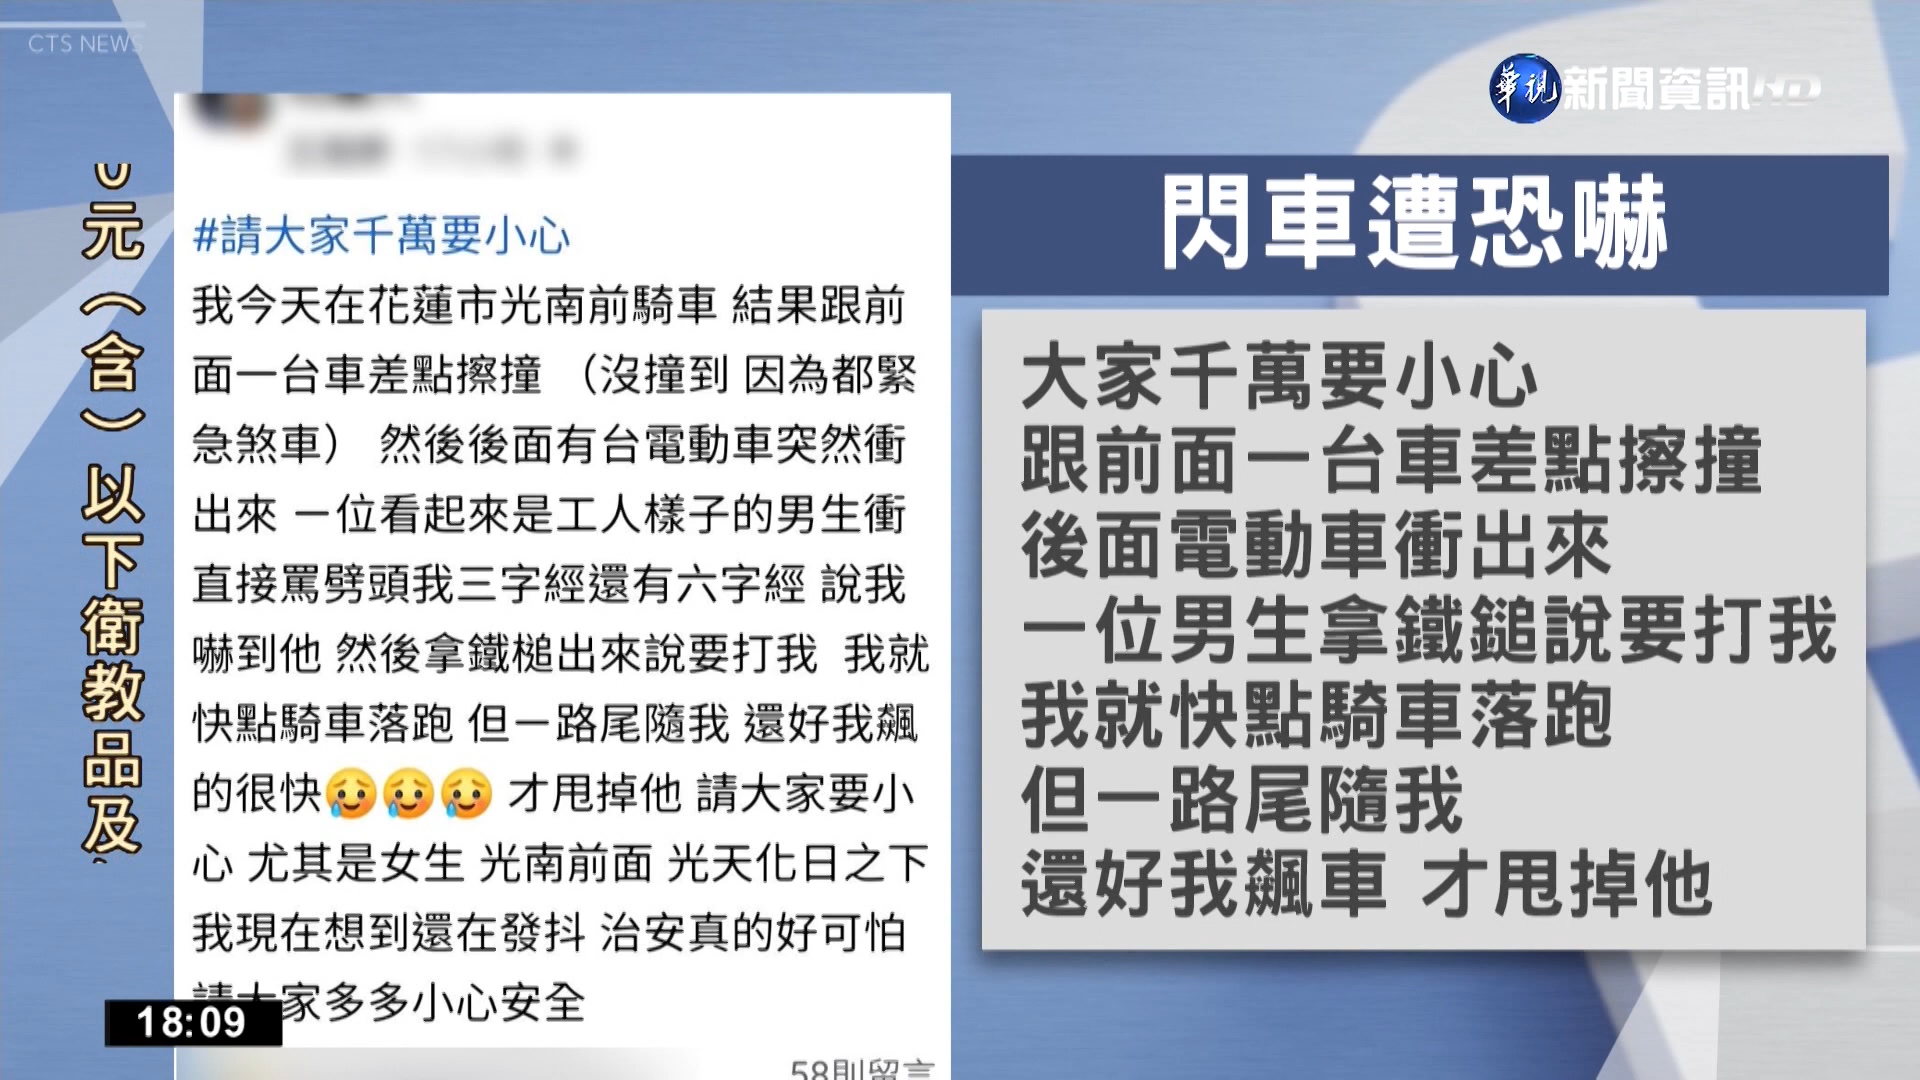 CTS NEWS
華視新聞資訊HD
元（含）以下衛教品及
#請大家千萬要小心
我今天在花蓮市光南前騎車 結果跟前
面一台車差點擦撞 （沒撞到 因為都緊
急煞車） 然後後面有台電動車突然衝
出來 一位看起來是工人樣子的男生衝
直接罵劈頭我三字經還有六字經 說我
嚇到他 然後拿鐵槌出來說要打我 我就
快點騎車落跑 但一路尾隨我 還好我飆
的很快🥲🥲🥲 才甩掉他 請大家要小
心 尤其是女生 光南前面 光天化日之下
我現在想到還在發抖 治安真的好可怕
請大家多多小心安全
58則留言
18:09
閃車遭恐嚇
大家千萬要小心
跟前面一台車差點擦撞
後面電動車衝出來
一位男生拿鐵鎚說要打我
我就快點騎車落跑
但一路尾隨我
還好我飆車 才甩掉他